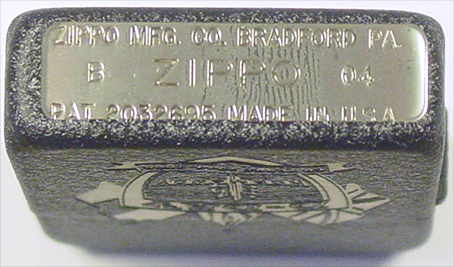 ZIPPO MFG. CO. BRADFORD PA.
B ZIPPO 04
PAT. 2032695 MADE IN U.S.A.